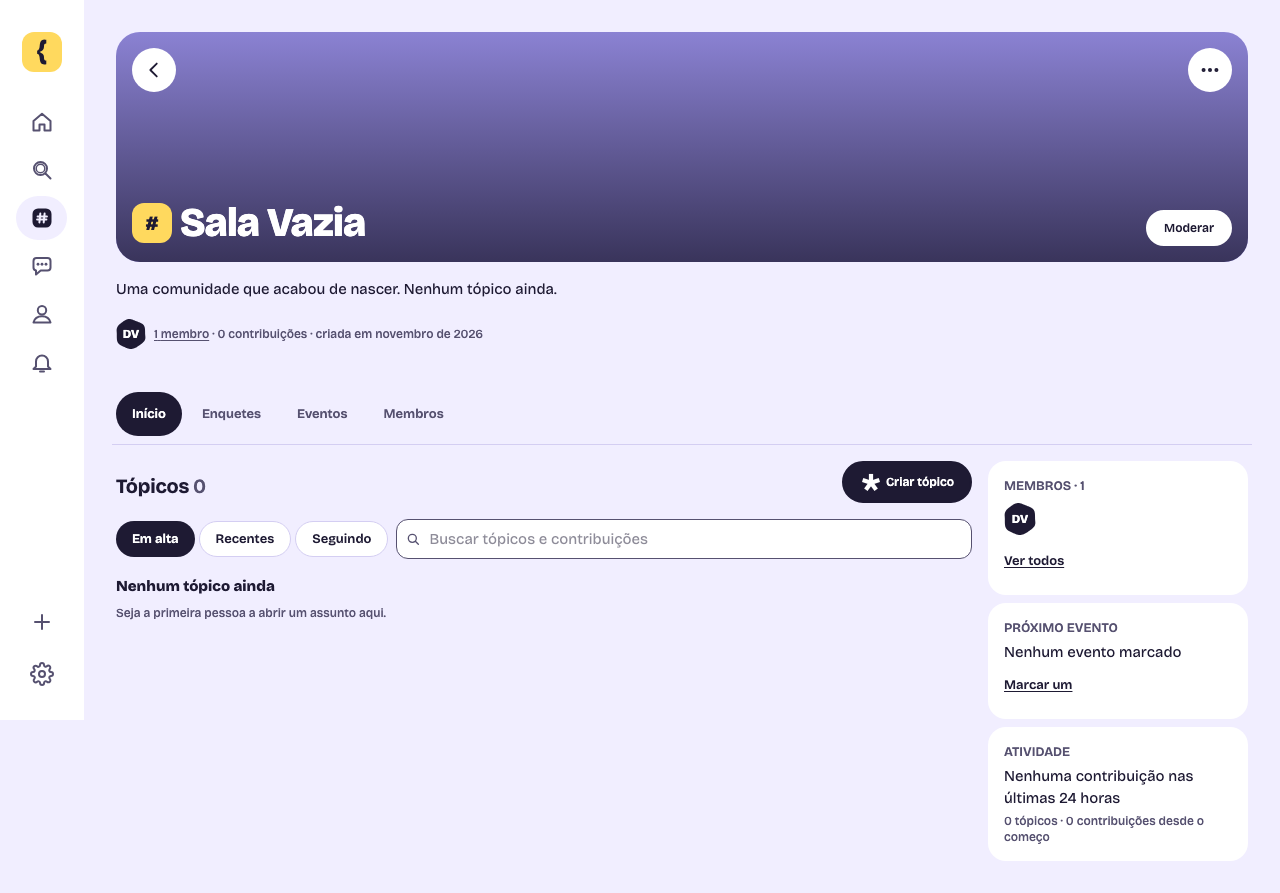 {
# Sala Vazia
Moderar
Uma comunidade que acabou de nascer. Nenhum tópico ainda.
DV 1 membro · 0 contribuições · criada em novembro de 2026
Início Enquetes Eventos Membros
Tópicos 0
Criar tópico
Em alta Recentes Seguindo Buscar tópicos e contribuições
Nenhum tópico ainda
Seja a primeira pessoa a abrir um assunto aqui.
MEMBROS · 1
DV
Ver todos
PRÓXIMO EVENTO
Nenhum evento marcado
Marcar um
ATIVIDADE
Nenhuma contribuição nas
últimas 24 horas
0 tópicos · 0 contribuições desde o
começo